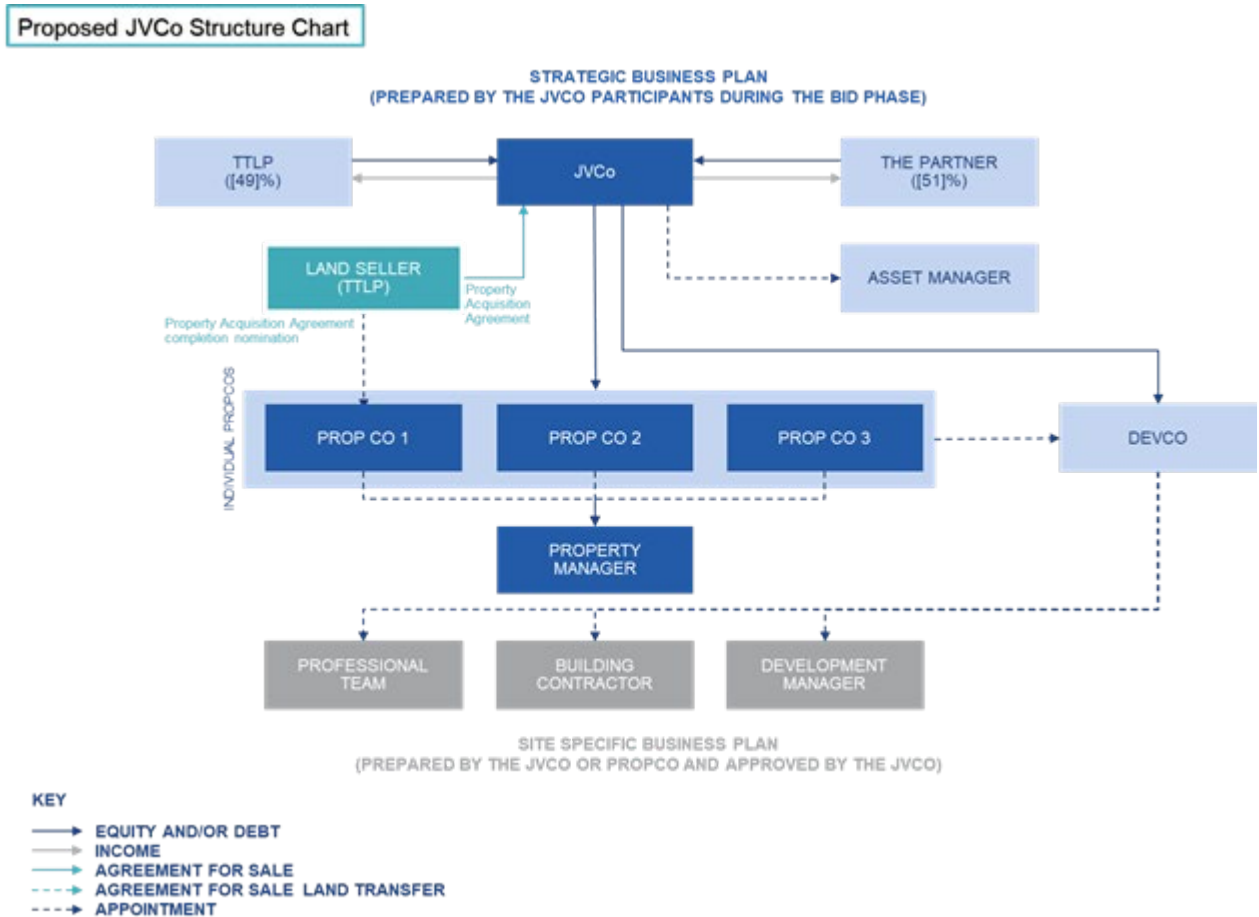 Proposed JVCo Structure Chart
STRATEGIC BUSINESS PLAN
(PREPARED BY THE JVCO PARTICIPANTS DURING THE BID PHASE)
TTLP
([49]%)
JVCo
THE PARTNER
([51]%)
LAND SELLER
(TTLP)
Property
Acquisition
Agreement
ASSET MANAGER
Property Acquisition Agreement
completion nomination
INDIVIDUAL PROPCOS
PROP CO 1
PROP CO 2
PROP CO 3
DEVCO
PROPERTY
MANAGER
PROFESSIONAL
TEAM
BUILDING
CONTRACTOR
DEVELOPMENT
MANAGER
SITE SPECIFIC BUSINESS PLAN
(PREPARED BY THE JVCO OR PROPCO AND APPROVED BY THE JVCO)
KEY
EQUITY AND/OR DEBT
INCOME
AGREEMENT FOR SALE
AGREEMENT FOR SALE LAND TRANSFER
APPOINTMENT